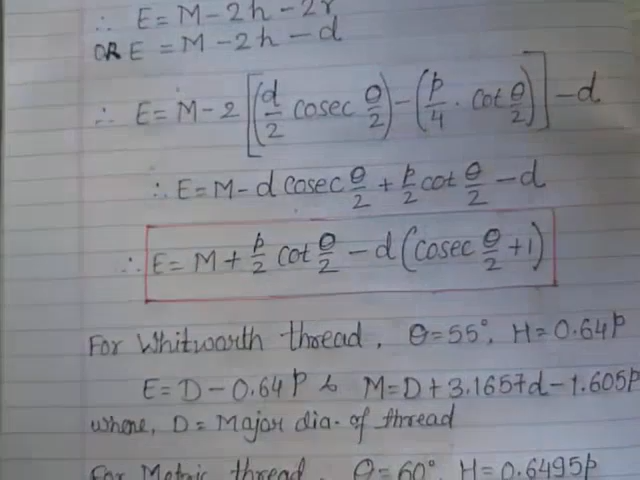 ∴ E = M - 2h - 2r
OR E = M - 2h - d
∴ E = M - 2 [(d/2 cosec θ/2) - (p/4 . cot θ/2)] - d
∴ E = M - d cosec θ/2 + p/2 cot θ/2 - d
∴ E = M + p/2 cot θ/2 - d (cosec θ/2 + 1)
For Whitworth thread, θ = 55°, H = 0.64p
E = D - 0.64p & M = D + 3.1657d - 1.605p
where, D = Major dia. of thread
For Metric thread, θ = 60°, H = 0.6495p